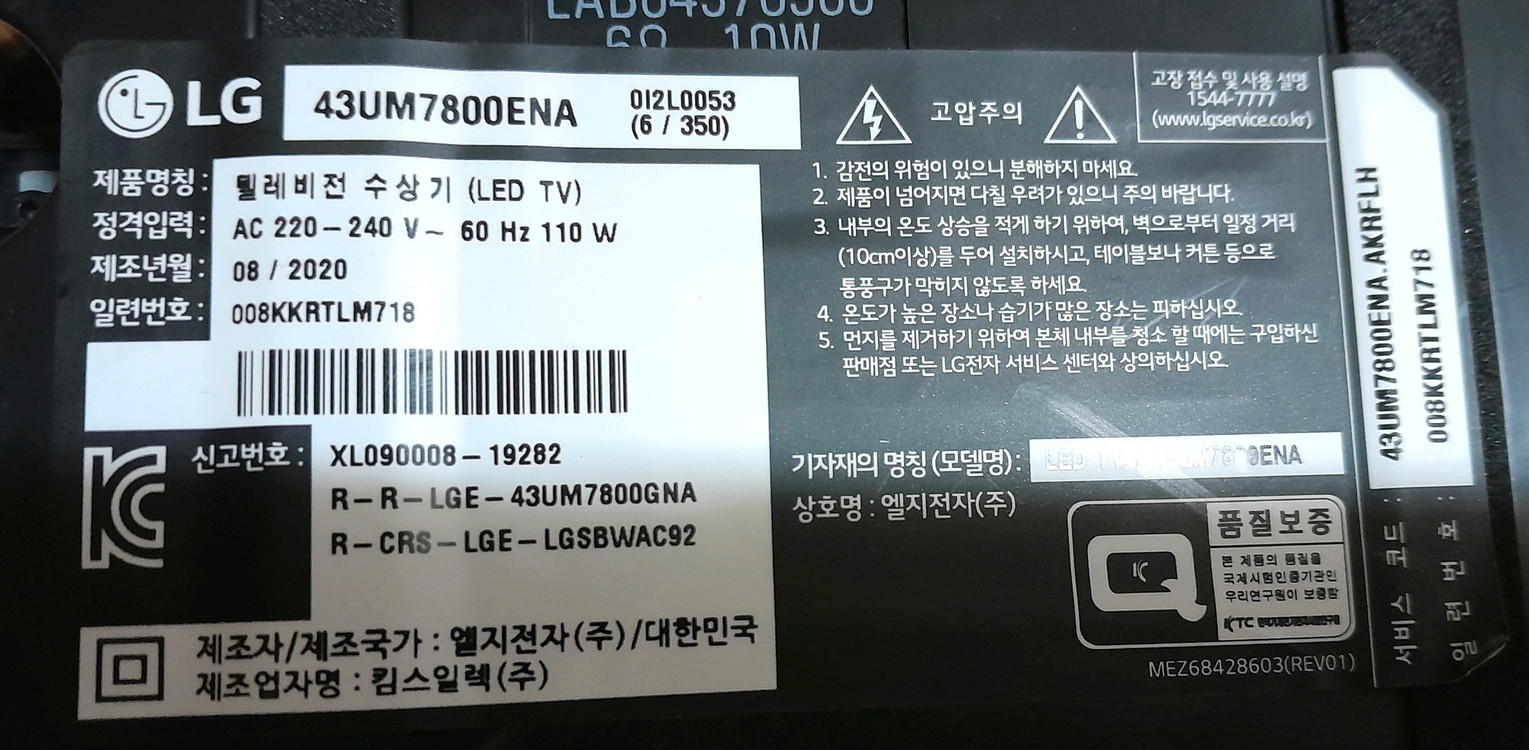 6Ω 10W
LG
43UM7800ENA
0I2L0053
(6 / 350)
제품명칭 : 텔레비전 수상기 (LED TV)
정격입력 : AC 220-240 V~ 60 Hz 110 W
제조년월 : 08 / 2020
일련번호 : 008KKRTLM718
신고번호 : XL090008-19282
R-R-LGE-43UM7800GNA
R-CRS-LGE-LGSBWAC92
제조자/제조국가 : 엘지전자(주)/대한민국
제조업자명 : 킴스일렉(주)
고압주의
고장 접수 및 사용 설명
1544-7777
(www.lgservice.co.kr)
1. 감전의 위험이 있으니 분해하지 마세요.
2. 제품이 넘어지면 다칠 우려가 있으니 주의 바랍니다.
3. 내부의 온도 상승을 적게 하기 위하여, 벽으로부터 일정 거리
(10cm이상)를 두어 설치하시고, 테이블보나 커튼 등으로
통풍구가 막히지 않도록 하세요.
4. 온도가 높은 장소나 습기가 많은 장소는 피하십시오.
5. 먼지를 제거하기 위하여 본체 내부를 청소 할 때에는 구입하신
판매점 또는 LG전자 서비스 센터와 상의하십시오.
기자재의 명칭(모델명) : LED TV
상호명 : 엘지전자(주)
품질보증
본 제품의 품질을
국제시험인증기관인
우리연구원이 보증함
KTC
MEZ68428603(REV01)
서비스 코드 : 43UM7800ENA.AKRFLH
일 련 번 호 : 008KKRTLM718